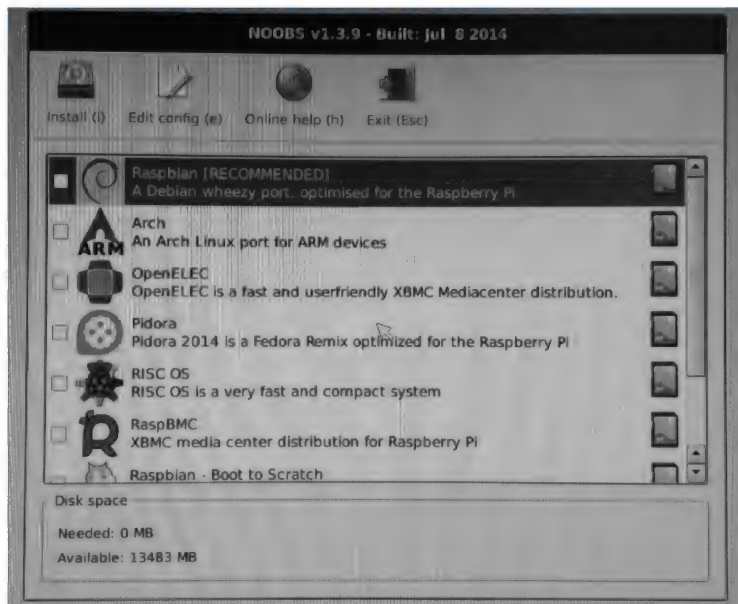 NOOBS v1.3.9 - Built: Jul 8 2014
Install (i) Edit config (e) Online help (h) Exit (Esc)
Raspbian [RECOMMENDED]
A Debian wheezy port, optimised for the Raspberry Pi
Arch
ARM An Arch Linux port for ARM devices
OpenELEC
OpenELEC is a fast and userfriendly XBMC Mediacenter distribution.
Pidora
Pidora 2014 is a Fedora Remix optimized for the Raspberry Pi
RISC OS
RISC OS is a very fast and compact system
RaspBMC
XBMC media center distribution for Raspberry Pi
Raspbian - Boot to Scratch
Disk space
Needed: 0 MB
Available: 13483 MB